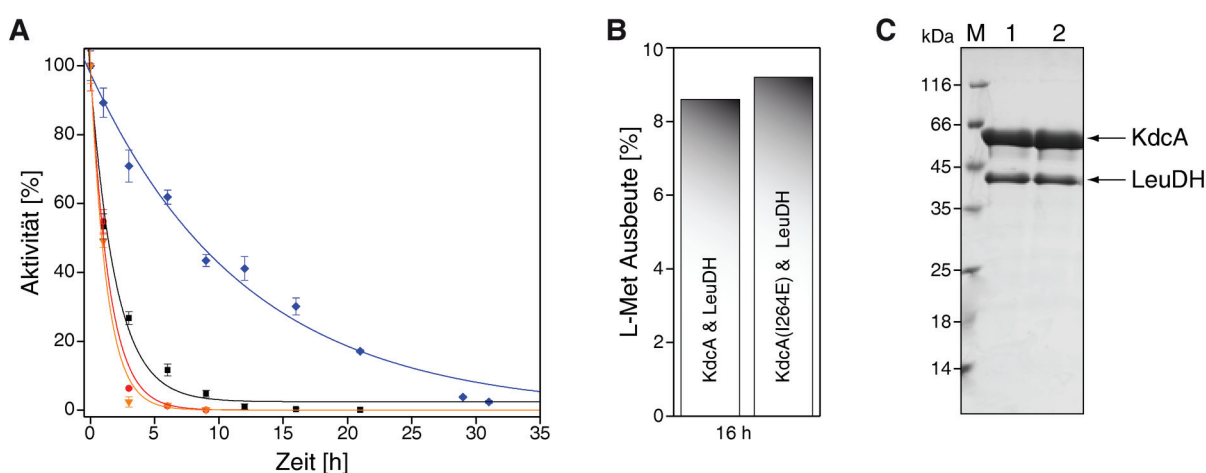 A
Aktivität [%]
100
80
60
40
20
0
0 5 10 15 20 25 30 35
Zeit [h]
B
L-Met Ausbeute [%]
10
8
6
4
2
0
KdcA & LeuDH
KdcA(I264E) & LeuDH
16 h
C
kDa M 1 2
116
66
45
35
25
18
14
KdcA
LeuDH